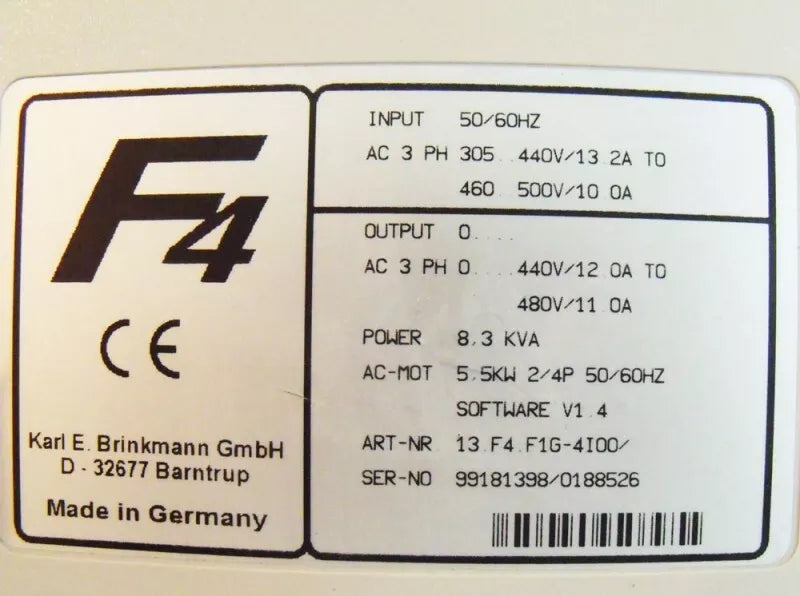 F4
CE
Karl E. Brinkmann GmbH
D - 32677 Barntrup
Made in Germany
INPUT 50/60HZ
AC 3 PH 305..440V/13.2A TO
460..500V/10.0A
OUTPUT 0....
AC 3 PH 0....440V/12.0A TO
480V/11.0A
POWER 8,3 KVA
AC-MOT 5,5KW 2/4P 50/60HZ
SOFTWARE V1.4
ART-NR 13.F4.F1G-4I00/
SER-NO 99181398/0188526